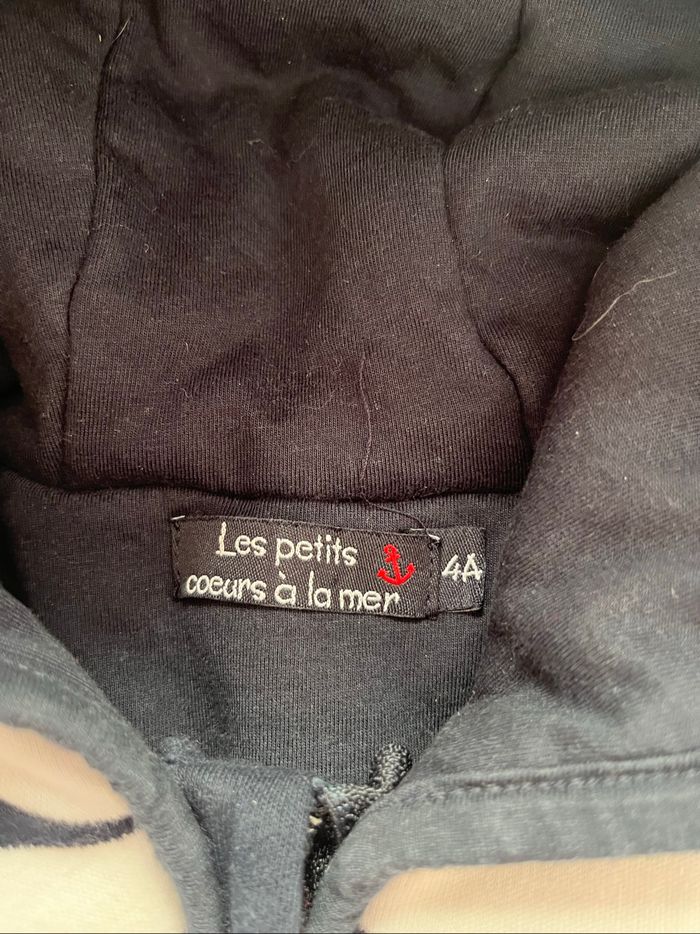 Les petits
coeurs à la mer
4A